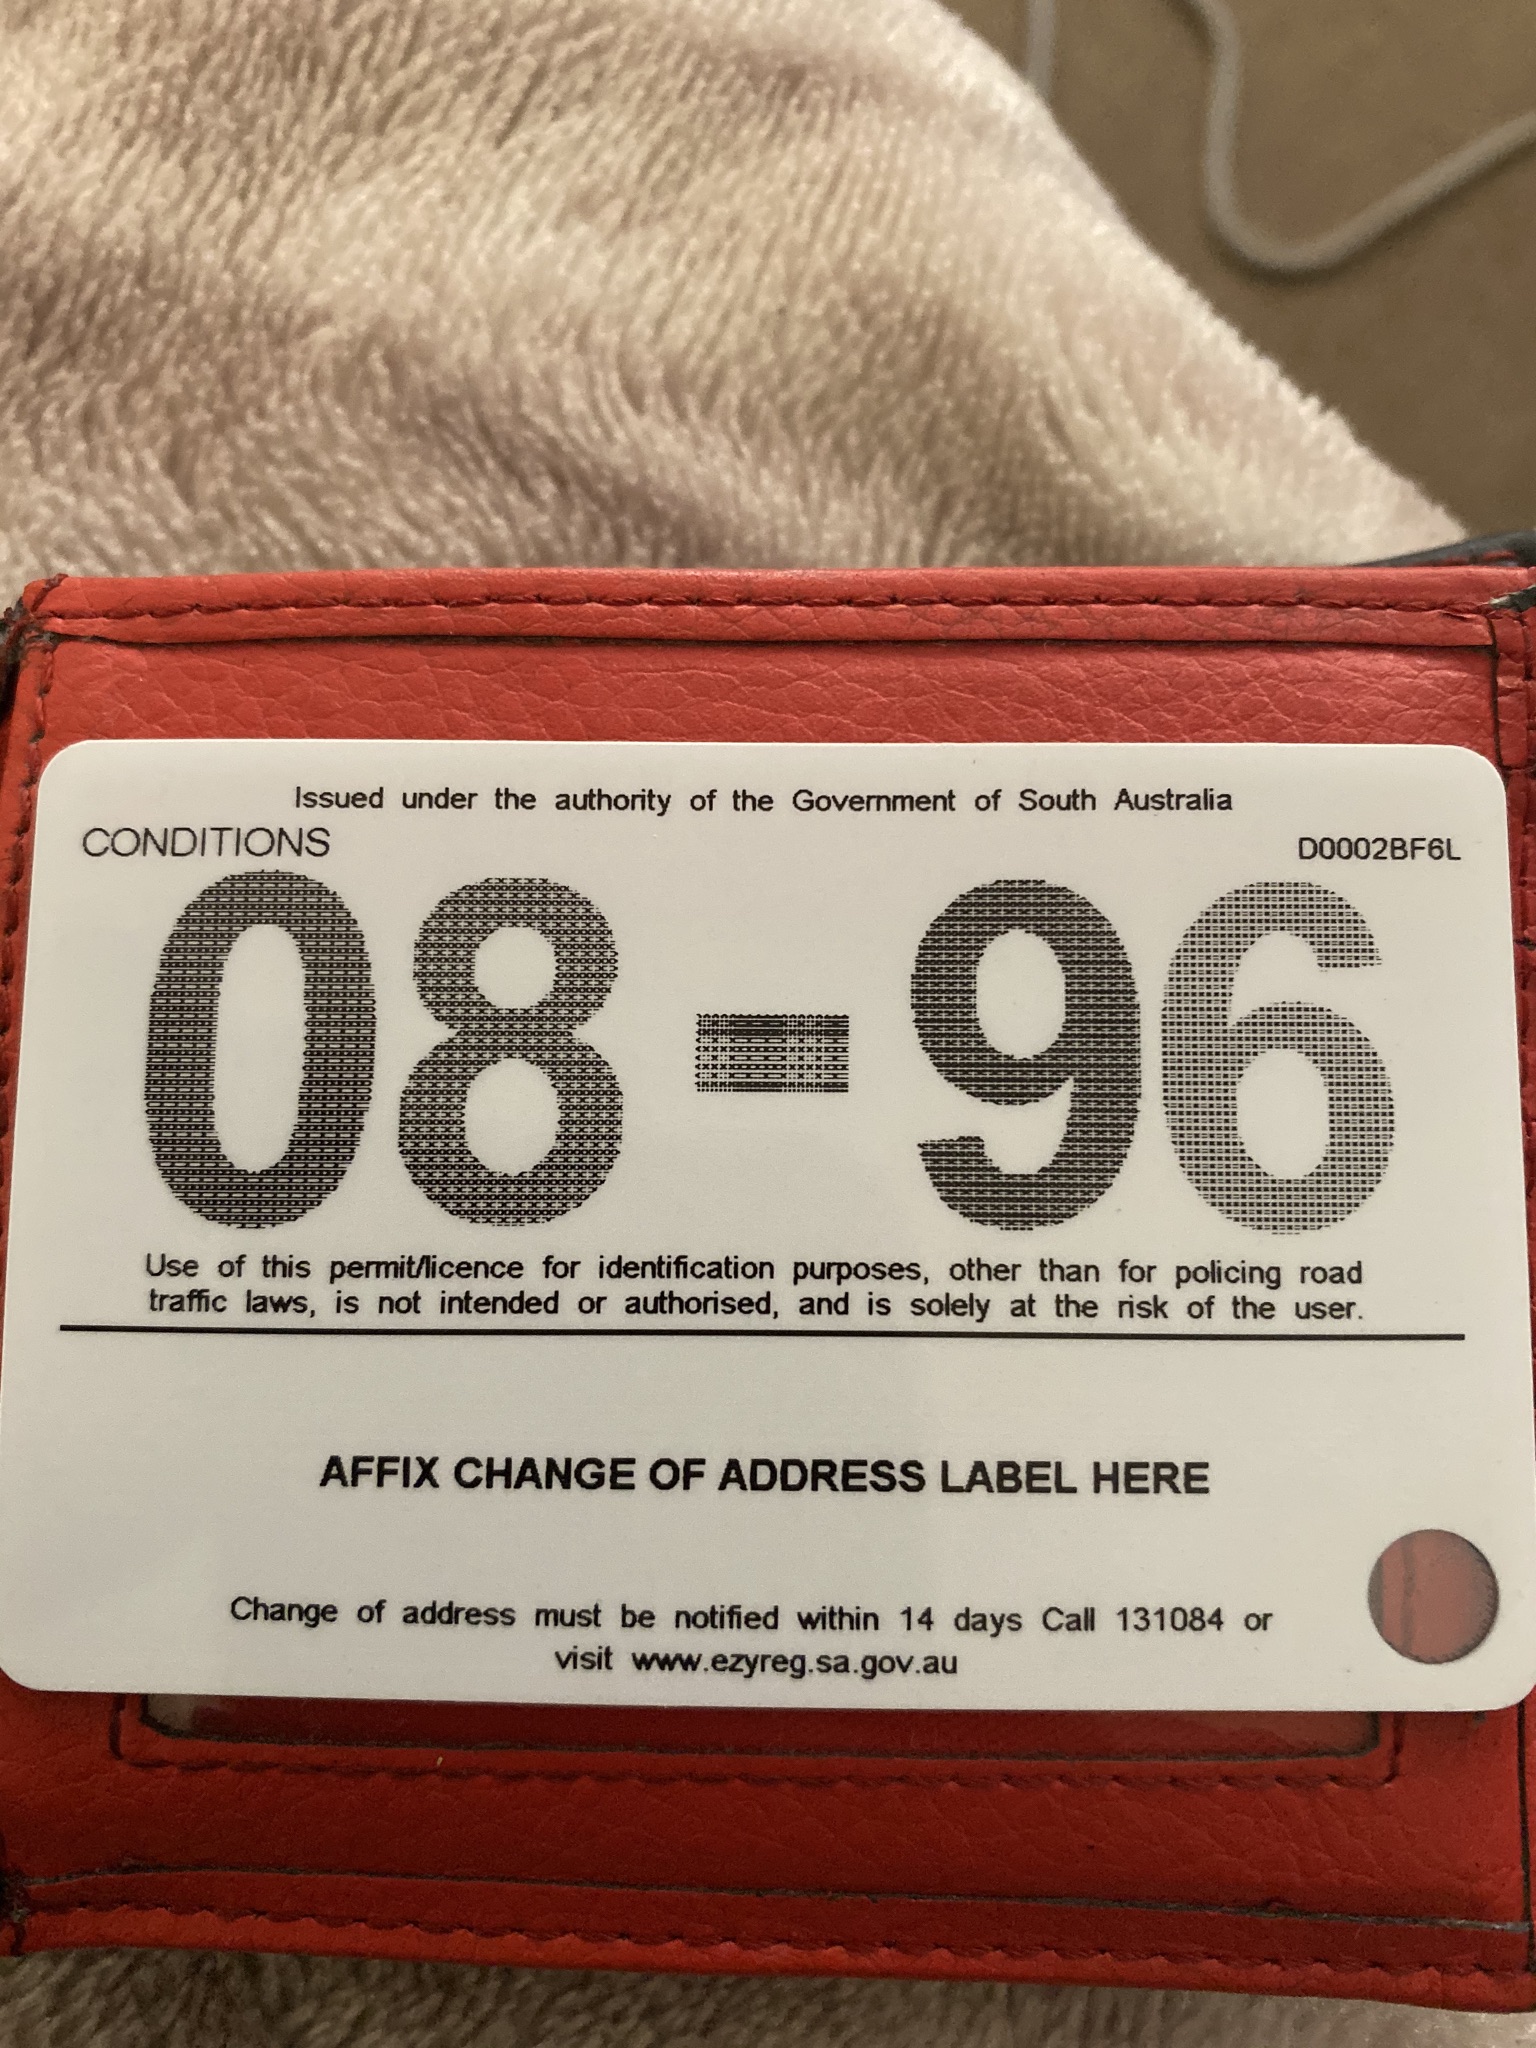 Issued under the authority of the Government of South Australia
CONDITIONS
D0002BF6L
08-96
Use of this permit/licence for identification purposes, other than for policing road
traffic laws, is not intended or authorised, and is solely at the risk of the user.
AFFIX CHANGE OF ADDRESS LABEL HERE
Change of address must be notified within 14 days Call 131084 or
visit www.ezyreg.sa.gov.au